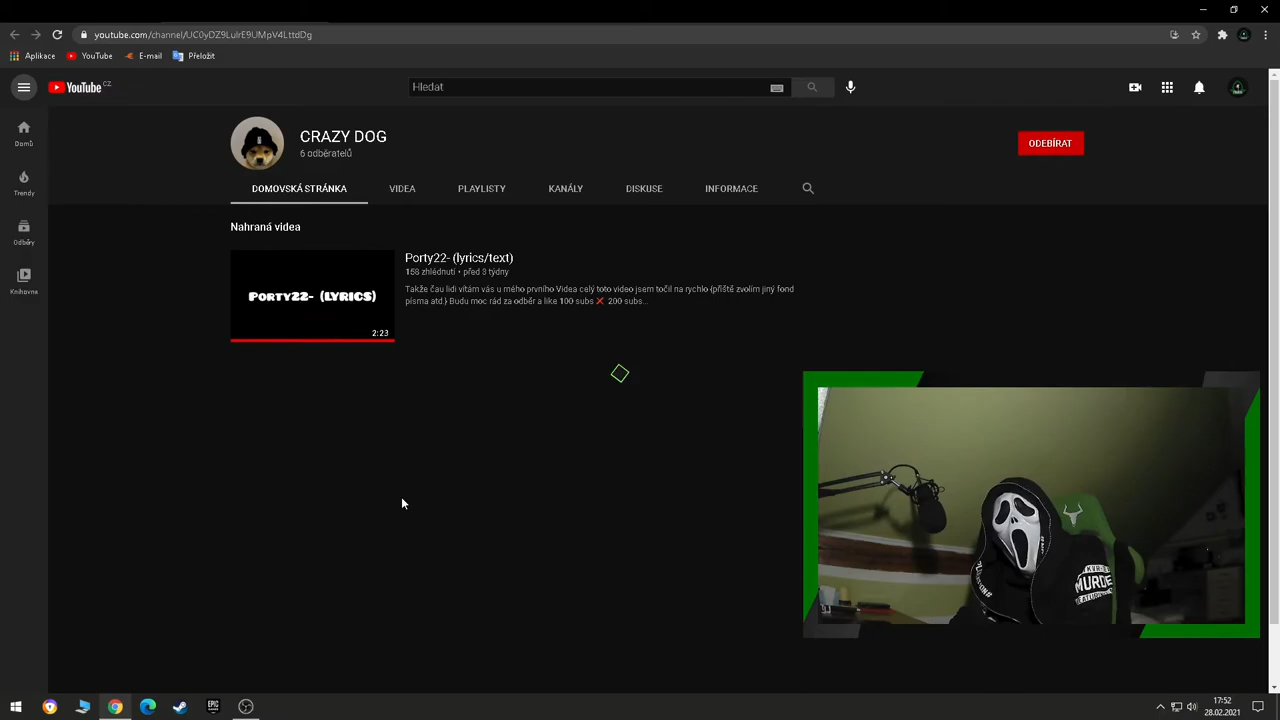 youtube.com/channel/UC0yDZ9LuIrE9UMpV4LttdDg
Aplikace YouTube E-mail Přeložit
YouTube CZ
Hledat
Domů
Trendy
Odběry
Knihovna
CRAZY DOG
6 odběratelů
ODEBÍRAT
DOMOVSKÁ STRÁNKA VIDEA PLAYLISTY KANÁLY DISKUSE INFORMACE
Nahraná videa
Porty22- (LYRICS)
2:23
Porty22- (lyrics/text)
158 zhlédnutí • před 3 týdny
Takže čau lidi vítám vás u mého prvního Videa celý toto video jsem točil na rychlo (příště zvolím jiný fond
písma atd.) Budu moc rád za odběr a like 100 subs ❌ 200 subs...
MURDE
EPIC
17:52
28.02.2021